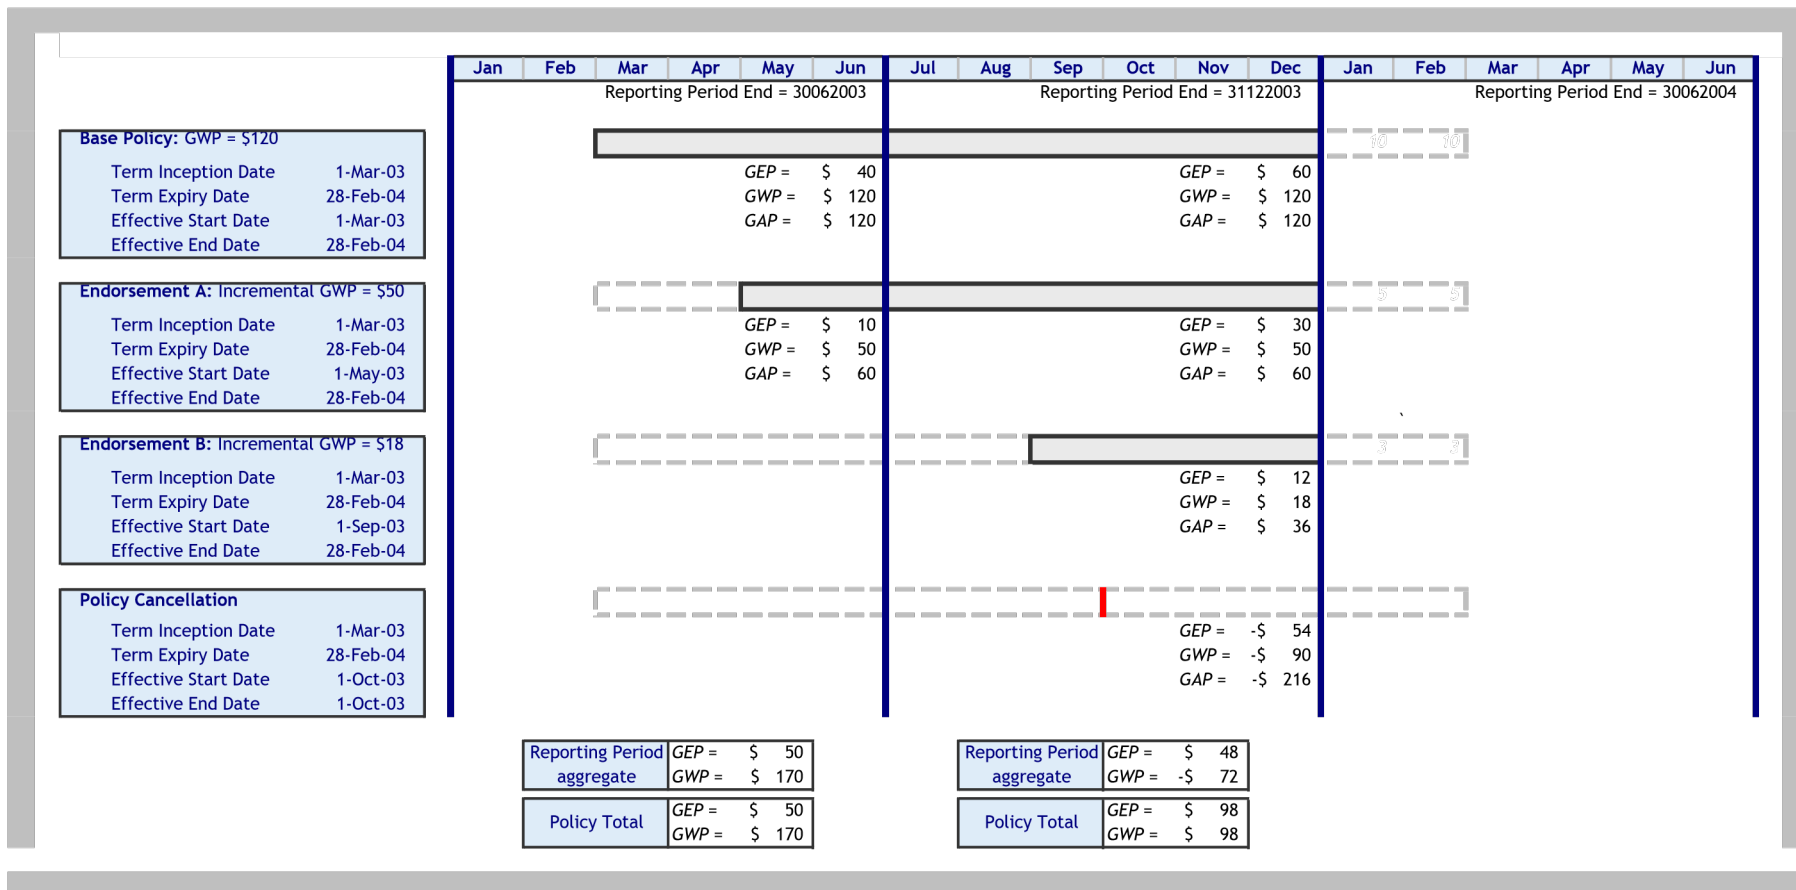 Jan Feb Mar Apr May Jun Jul Aug Sep Oct Nov Dec Jan Feb Mar Apr May Jun
Reporting Period End = 30062003 Reporting Period End = 31122003 Reporting Period End = 30062004
Base Policy: GWP = $120 10 10
Term Inception Date 1-Mar-03 GEP = $ 40 GEP = $ 60
Term Expiry Date 28-Feb-04 GWP = $ 120 GWP = $ 120
Effective Start Date 1-Mar-03 GAP = $ 120 GAP = $ 120
Effective End Date 28-Feb-04
Endorsement A: Incremental GWP = $50 5 5
Term Inception Date 1-Mar-03 GEP = $ 10 GEP = $ 30
Term Expiry Date 28-Feb-04 GWP = $ 50 GWP = $ 50
Effective Start Date 1-May-03 GAP = $ 60 GAP = $ 60
Effective End Date 28-Feb-04
`
Endorsement B: Incremental GWP = $18 3 3
Term Inception Date 1-Mar-03 GEP = $ 12
Term Expiry Date 28-Feb-04 GWP = $ 18
Effective Start Date 1-Sep-03 GAP = $ 36
Effective End Date 28-Feb-04
Policy Cancellation
Term Inception Date 1-Mar-03 GEP = -$ 54
Term Expiry Date 28-Feb-04 GWP = -$ 90
Effective Start Date 1-Oct-03 GAP = -$ 216
Effective End Date 1-Oct-03
Reporting Period GEP = $ 50 Reporting Period GEP = $ 48
aggregate GWP = $ 170 aggregate GWP = -$ 72
GEP = $ 50 GEP = $ 98
Policy Total Policy Total
GWP = $ 170 GWP = $ 98